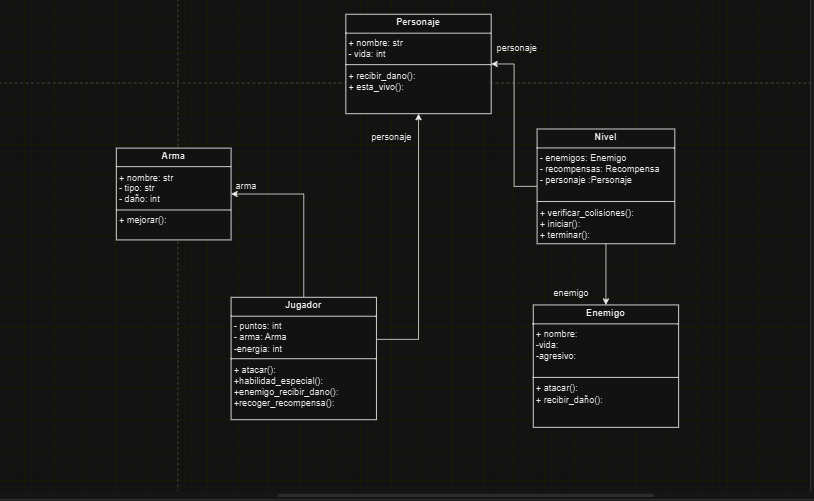 Personaje
+ nombre: str
- vida: int
+ recibir_dano():
+ esta_vivo():
personaje
personaje
Nivel
- enemigos: Enemigo
- recompensas: Recompensa
- personaje :Personaje
+ verificar_colisiones():
+ iniciar():
+ terminar():
Arma
+ nombre: str
- tipo: str
- daño: int
+ mejorar():
arma
enemigo
Jugador
- puntos: int
- arma: Arma
-energia: int
+ atacar():
+habilidad_especial():
+enemigo_recibir_dano():
+recoger_recompensa():
Enemigo
+ nombre:
-vida:
-agresivo:
+ atacar():
+ recibir_daño():